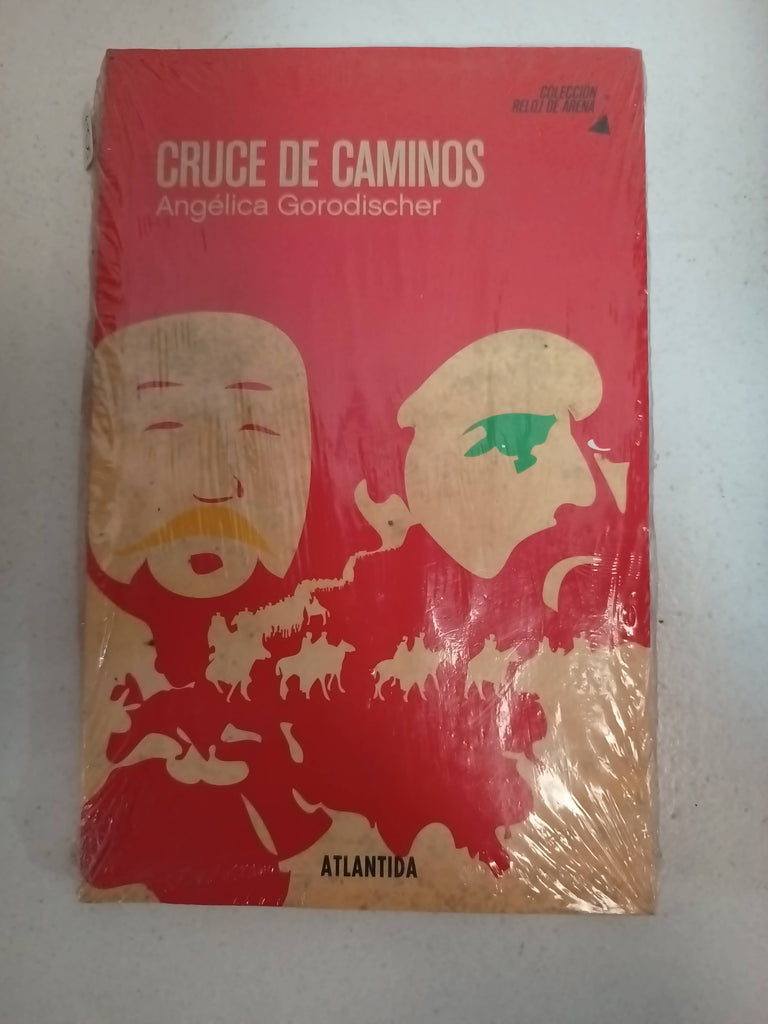 COLECCIÓN
RELOJ DE ARENA
CRUCE DE CAMINOS
Angélica Gorodischer
ATLANTIDA